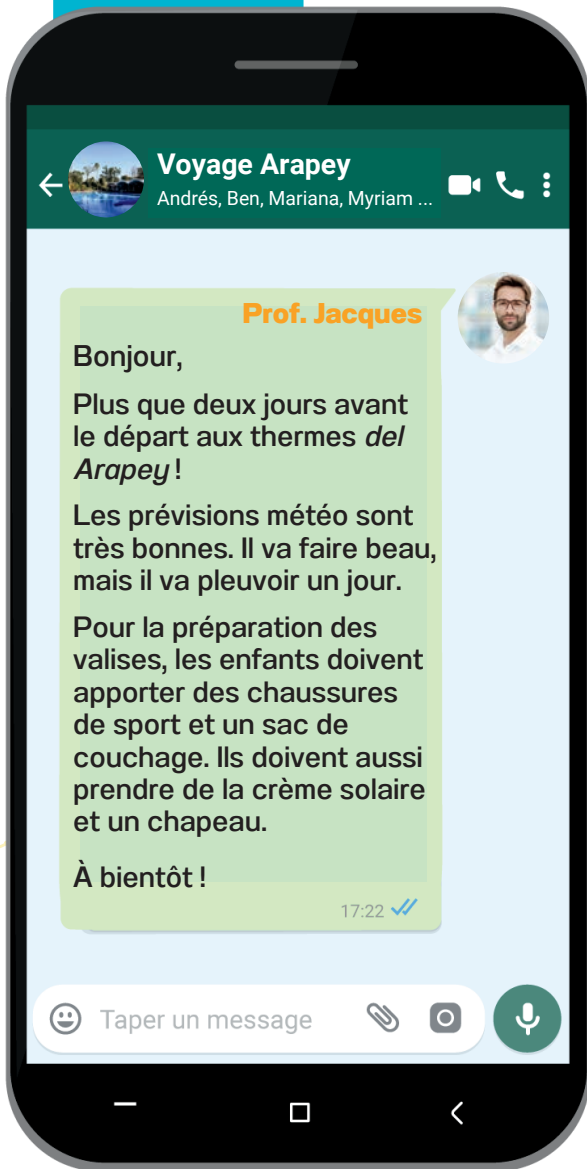 Voyage Arapey
Andrés, Ben, Mariana, Myriam ...
Prof. Jacques
Bonjour,
Plus que deux jours avant
le départ aux thermes del
Arapey !
Les prévisions météo sont
très bonnes. Il va faire beau,
mais il va pleuvoir un jour.
Pour la préparation des
valises, les enfants doivent
apporter des chaussures
de sport et un sac de
couchage. Ils doivent aussi
prendre de la crème solaire
et un chapeau.
À bientôt !
17:22
Taper un message